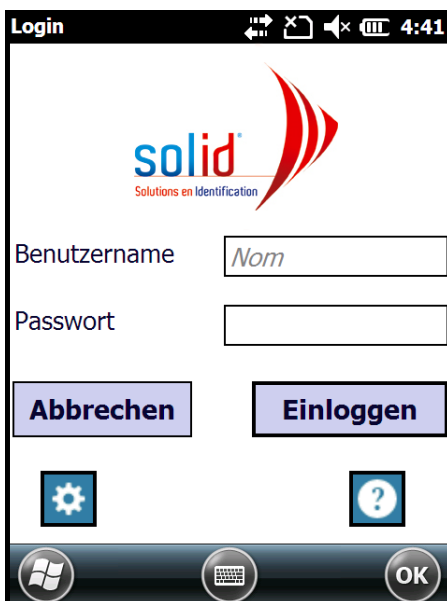 Login 4:41
solid
Solutions en Identification
Benutzername Nom
Passwort
Abbrechen Einloggen
?
OK